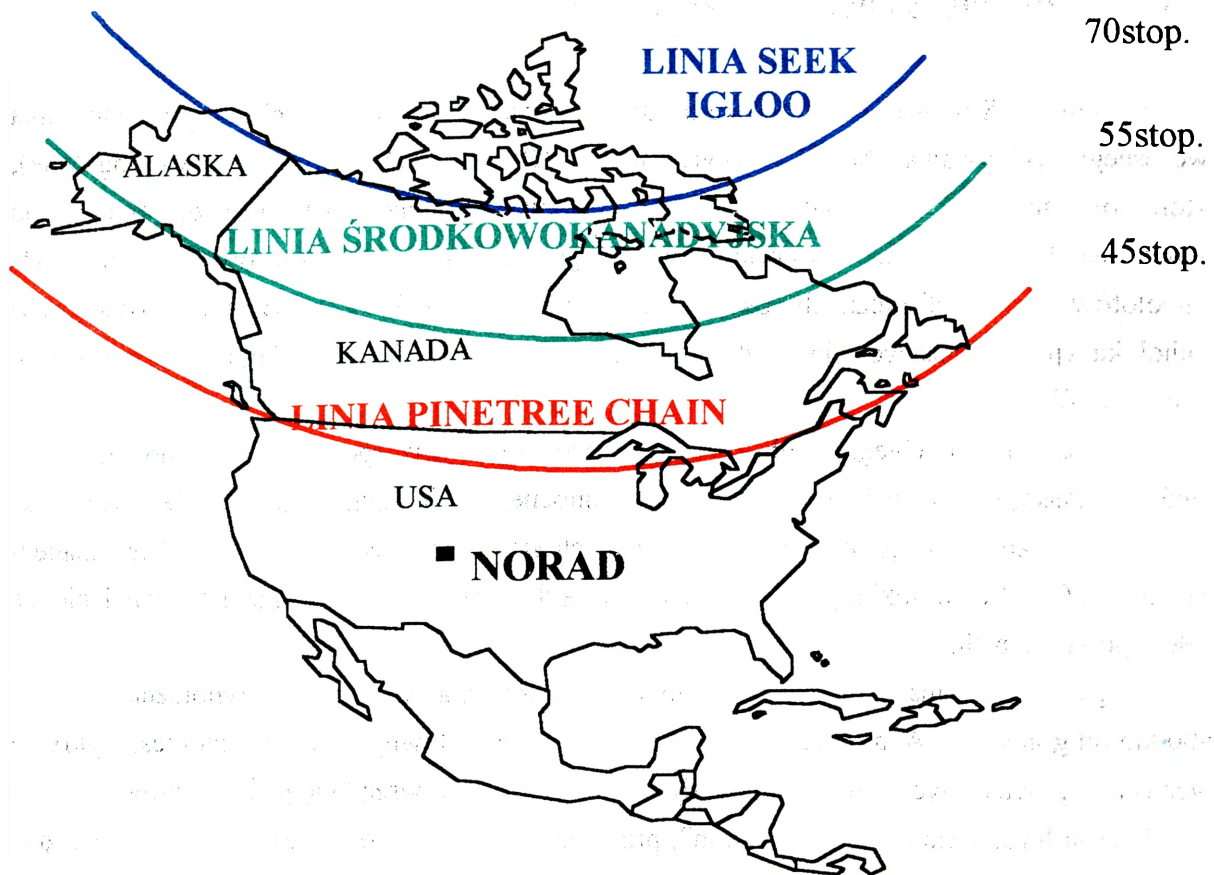 70stop.
LINIA SEEK
IGLOO
55stop.
ALASKA
LINIA ŚRODKOWOKANADYJSKA
45stop.
KANADA
LINIA PINETREE CHAIN
USA
NORAD